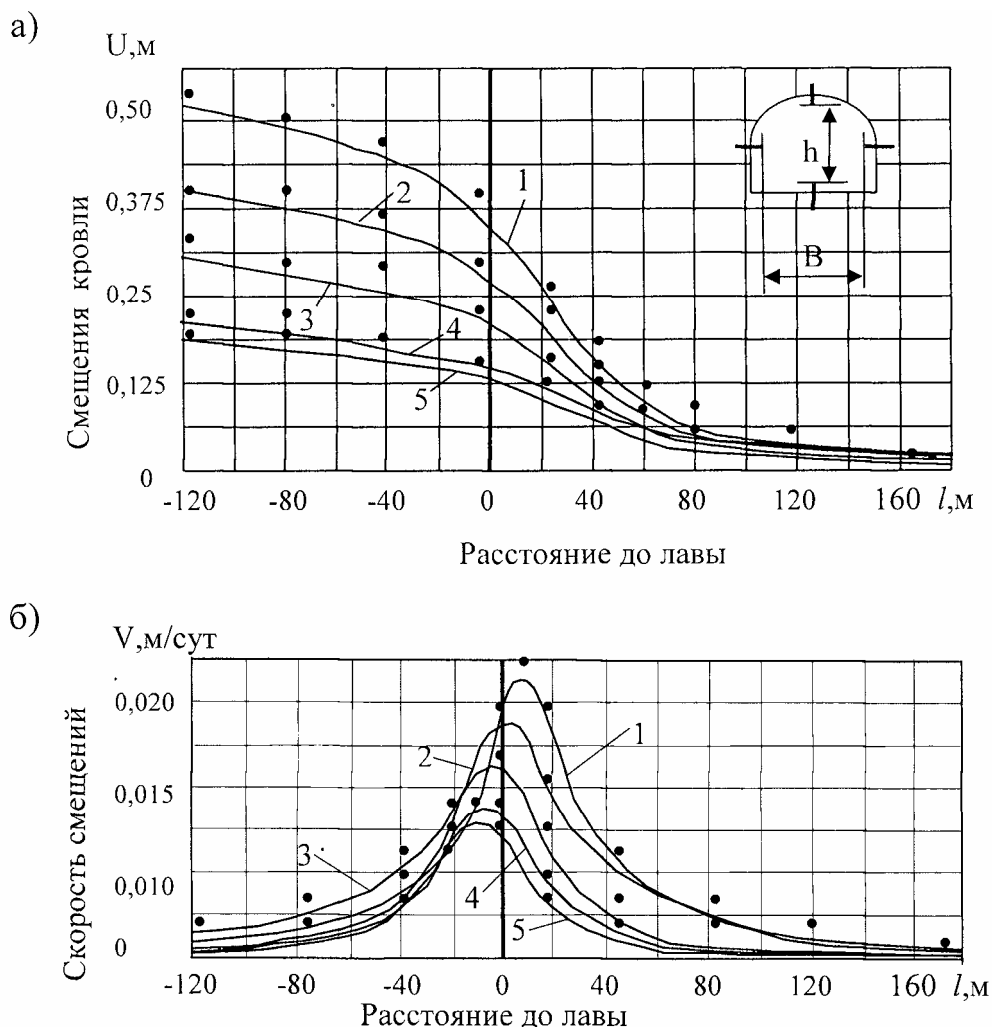 а)
U,м
0,50
0,375
0,25
0,125
0
Смещения кровли
1
2
3
4
5
h
B
-120 -80 -40 0 40 80 120 160 l,м
Расстояние до лавы
б)
V,м/сут
0,020
0,015
0,010
0
Скорость смещений
1
2
3
4
5
-120 -80 -40 0 40 80 120 160 l,м
Расстояние до лавы